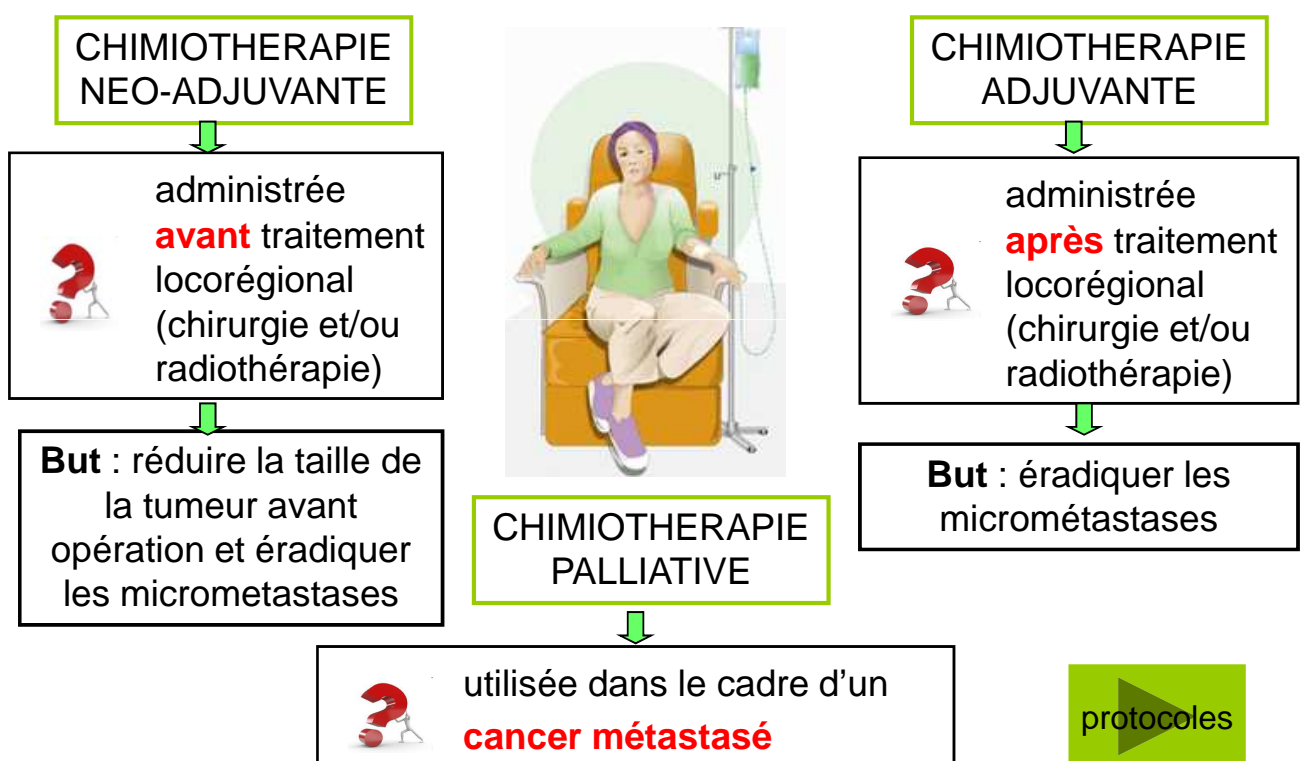 CHIMIOTHERAPIE
NEO-ADJUVANTE
administrée
avant traitement
locorégional
(chirurgie et/ou
radiothérapie)
But : réduire la taille de
la tumeur avant
opération et éradiquer
les micrometastases
CHIMIOTHERAPIE
PALLIATIVE
utilisée dans le cadre d’un
cancer métastasé
CHIMIOTHERAPIE
ADJUVANTE
administrée
après traitement
locorégional
(chirurgie et/ou
radiothérapie)
But : éradiquer les
micrométastases
protocoles